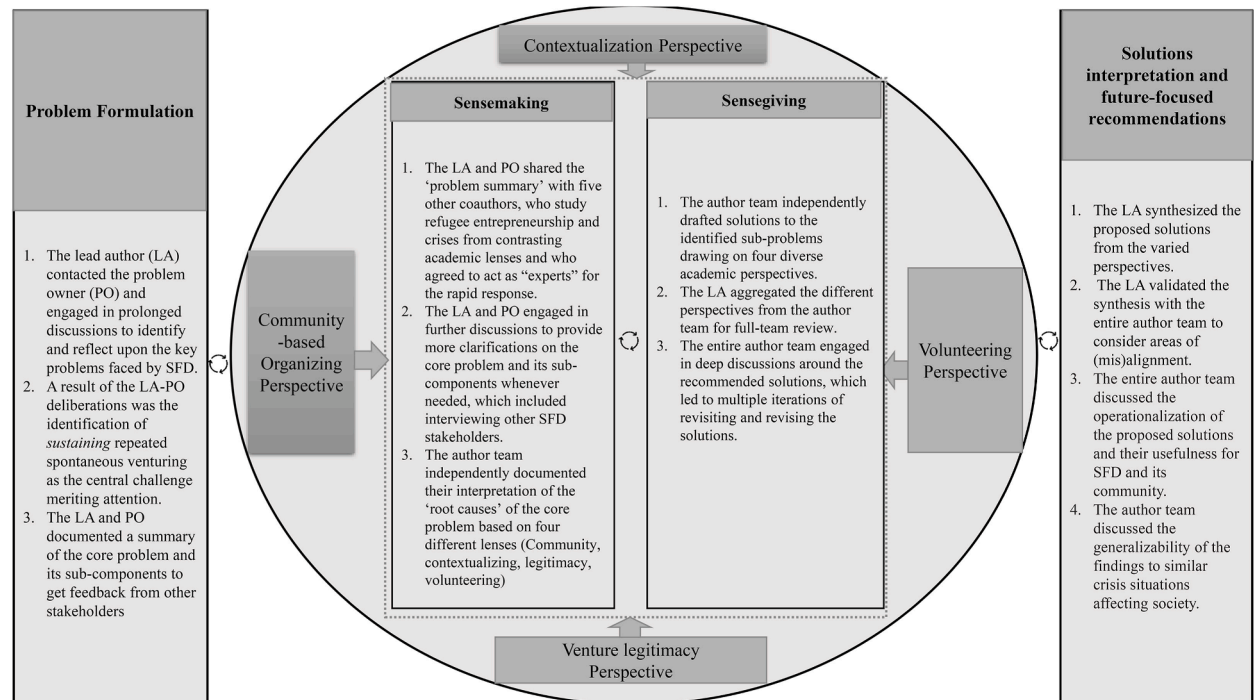 Problem Formulation
1. The lead author (LA)
contacted the problem
owner (PO) and
engaged in prolonged
discussions to identify
and reflect upon the key
problems faced by SFD.
2. A result of the LA-PO
deliberations was the
identification of
sustaining repeated
spontaneous venturing
as the central challenge
meriting attention.
3. The LA and PO
documented a summary
of the core problem and
its sub-components to
get feedback from other
stakeholders
Contextualization Perspective
Community
-based
Organizing
Perspective
Sensemaking
1. The LA and PO shared the
‘problem summary’ with five
other coauthors, who study
refugee entrepreneurship and
crises from contrasting
academic lenses and who
agreed to act as “experts” for
the rapid response.
2. The LA and PO engaged in
further discussions to provide
more clarifications on the
core problem and its sub-
components whenever
needed, which included
interviewing other SFD
stakeholders.
3. The author team
independently documented
their interpretation of the
‘root causes’ of the core
problem based on four
different lenses (Community,
contextualizing, legitimacy,
volunteering)
Sensegiving
1. The author team independently
drafted solutions to the
identified sub-problems
drawing on four diverse
academic perspectives.
2. The LA aggregated the different
perspectives from the author
team for full-team review.
3. The entire author team engaged
in deep discussions around the
recommended solutions, which
led to multiple iterations of
revisiting and revising the
solutions.
Volunteering
Perspective
Venture legitimacy
Perspective
Solutions
interpretation and
future-focused
recommendations
1. The LA synthesized the
proposed solutions
from the varied
perspectives.
2. The LA validated the
synthesis with the
entire author team to
consider areas of
(mis)alignment.
3. The entire author team
discussed the
operationalization of
the proposed solutions
and their usefulness for
SFD and its
community.
4. The author team
discussed the
generalizability of the
findings to similar
crisis situations
affecting society.